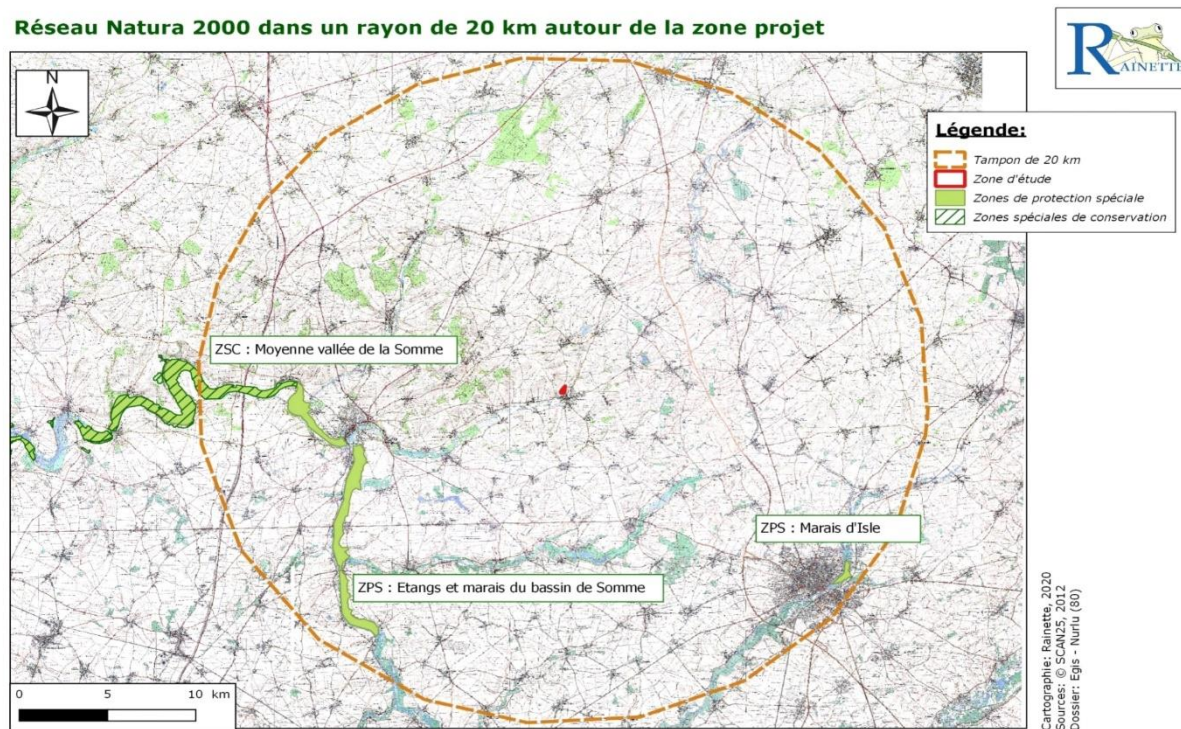 Réseau Natura 2000 dans un rayon de 20 km autour de la zone projet
RAINETTE
N
Légende:
Tampon de 20 km
Zone d'étude
Zones de protection spéciale
Zones spéciales de conservation
ZSC : Moyenne vallée de la Somme
ZPS : Marais d'Isle
ZPS : Etangs et marais du bassin de Somme
0 5 10 km
Cartographie: Rainette, 2020
Sources: © SCAN25, 2012
Dossier: Egis - Nurlu (80)